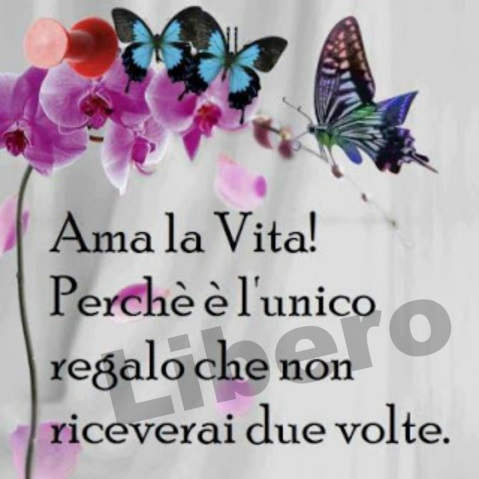 Ama la Vita!
Perchè è l'unico
regalo che non
riceverai due volte.
Libero